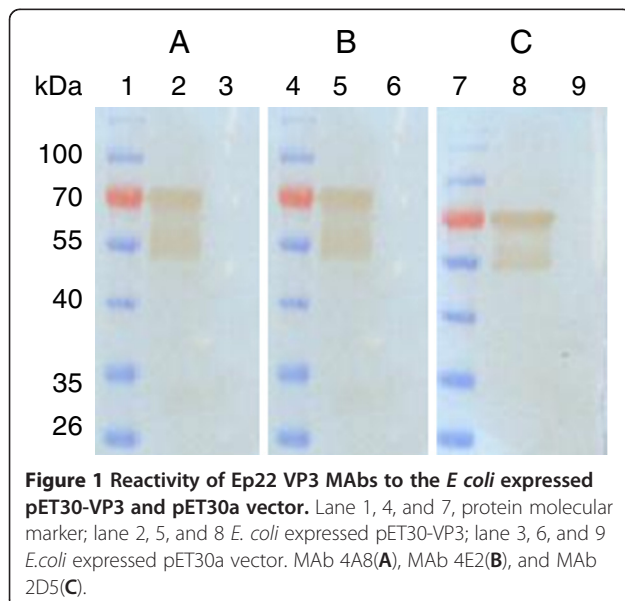 A B C
kDa 1 2 3 4 5 6 7 8 9
100
70
55
40
35
26
Figure 1 Reactivity of Ep22 VP3 MAbs to the E coli expressed
pET30-VP3 and pET30a vector. Lane 1, 4, and 7, protein molecular
marker; lane 2, 5, and 8 E. coli expressed pET30-VP3; lane 3, 6, and 9
E.coli expressed pET30a vector. MAb 4A8(A), MAb 4E2(B), and MAb
2D5(C).